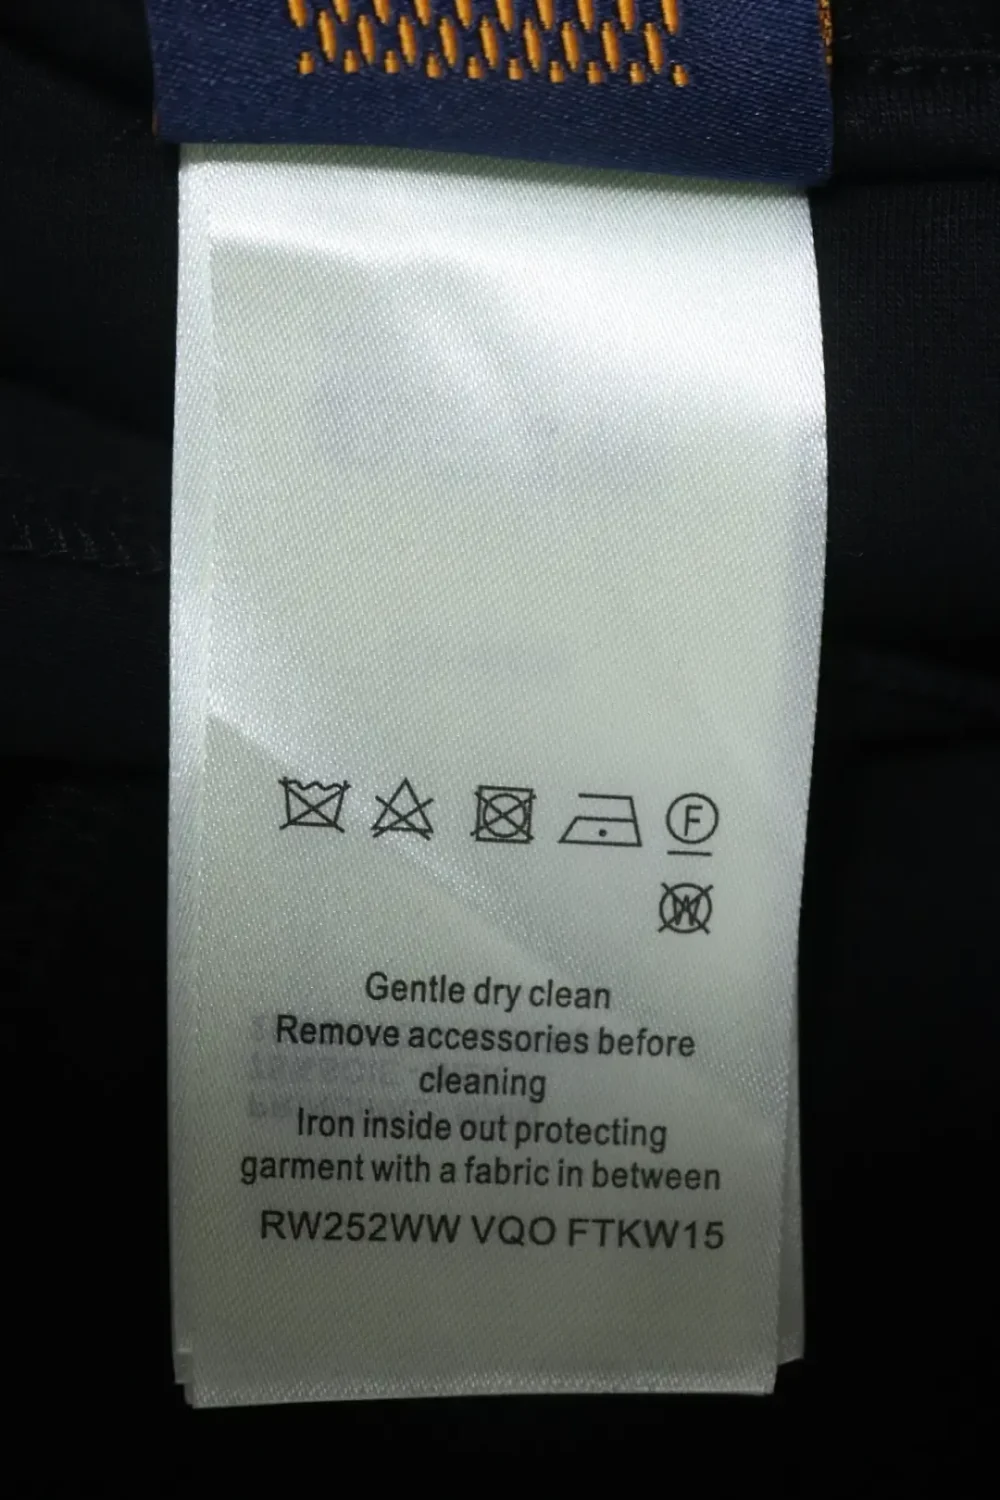 F
W
Gentle dry clean
Remove accessories before
cleaning
Iron inside out protecting
garment with a fabric in between
RW252WW VQO FTKW15